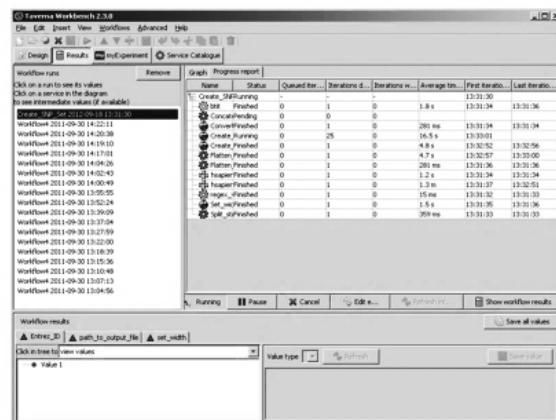 Taverna Workbench 2.3.0
File Edit Insert View Workflows Advanced Help
Design Results myExperiment Service Catalogue
Workflow runs Remove
Click on a run to see its values
Click on a service in the diagram
to see intermediate values (if available)
Create_SNP_Set 2012-09-18 13:31:30
Workflow4 2011-09-30 14:22:11
Workflow4 2011-09-30 14:20:38
Workflow4 2011-09-30 14:19:10
Workflow4 2011-09-30 14:17:01
Workflow4 2011-09-30 14:04:26
Workflow4 2011-09-30 14:02:43
Workflow4 2011-09-30 14:00:49
Workflow4 2011-09-30 13:55:55
Workflow4 2011-09-30 13:52:24
Workflow4 2011-09-30 13:39:09
Workflow4 2011-09-30 13:37:04
Workflow4 2011-09-30 13:27:59
Workflow4 2011-09-30 13:22:00
Workflow4 2011-09-30 13:18:39
Workflow4 2011-09-30 13:15:36
Workflow4 2011-09-30 13:10:48
Workflow4 2011-09-30 13:07:13
Workflow4 2011-09-30 13:04:56
Graph Progress report
Name Status Queued iter... Iterations d... Iterations w... Average tim... First iteratio... Last iteratio...
Create_SNF Running - - - - 13:31:30
Finished 0 1 0 1.8 s 13:31:34 13:31:36
Concate Pending 0 0 0
Convert Finished 0 1 0 281 ms 13:31:34 13:31:34
Create_ Running 0 25 0 16.5 s 13:33:01
Create_ Finished 0 1 0 4.8 s 13:32:52 13:32:56
Flatten_ Finished 0 1 0 4.7 s 13:32:57 13:33:00
Flatten_ Finished 0 1 0 281 ms 13:31:36 13:31:36
hsapier Finished 0 1 0 1.2 s 13:31:34 13:31:34
hsapier Finished 0 1 0 1.3 m 13:31:37 13:32:51
regex_ Finished 0 1 0 15 ms 13:31:32 13:31:33
Set_wi Finished 0 1 0 1.5 s 13:31:35 13:31:36
Split_st Finished 0 1 0 359 ms 13:31:33 13:31:33
Running Pause Cancel Edit e... Refresh int... Show workflow results
Workflow results Save all values
Entrez_ID path_to_output_file set_width
Click in tree to view values
Value 1
Value type Refresh Save value